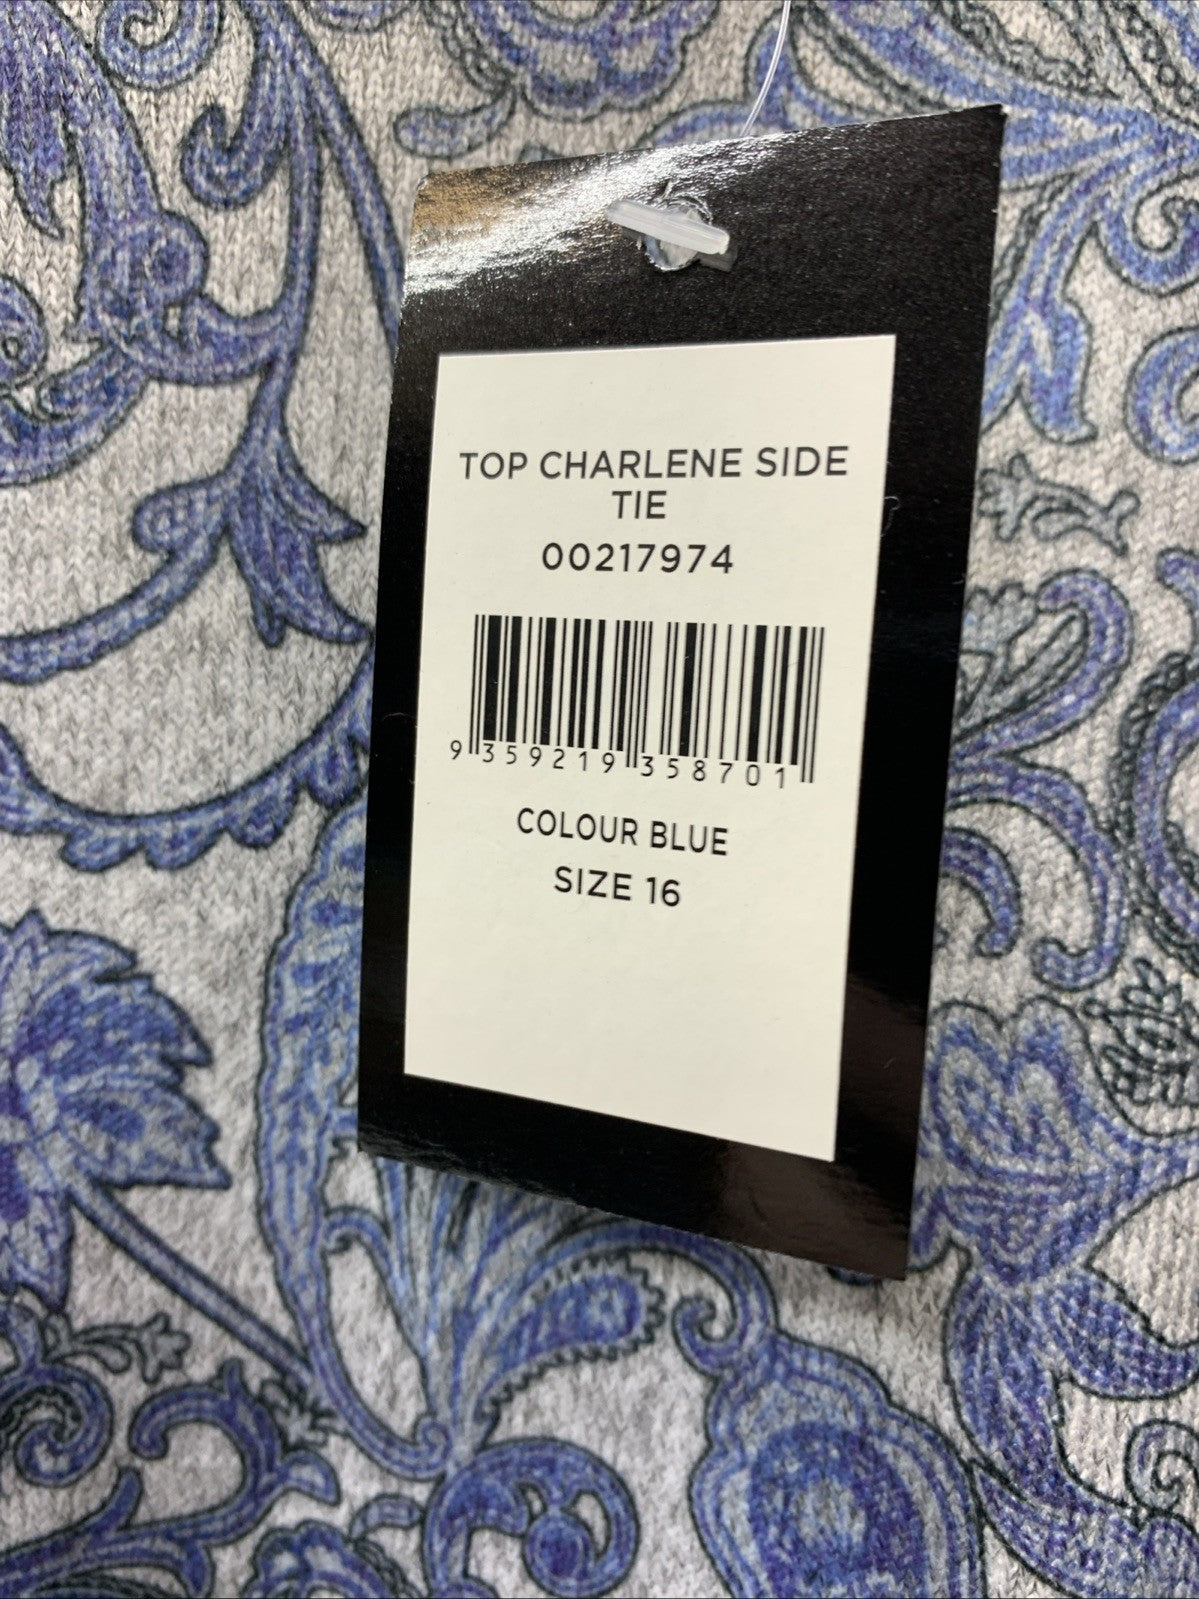 TOP CHARLENE SIDE
TIE
00217974
9 359219 358701
COLOUR BLUE
SIZE 16